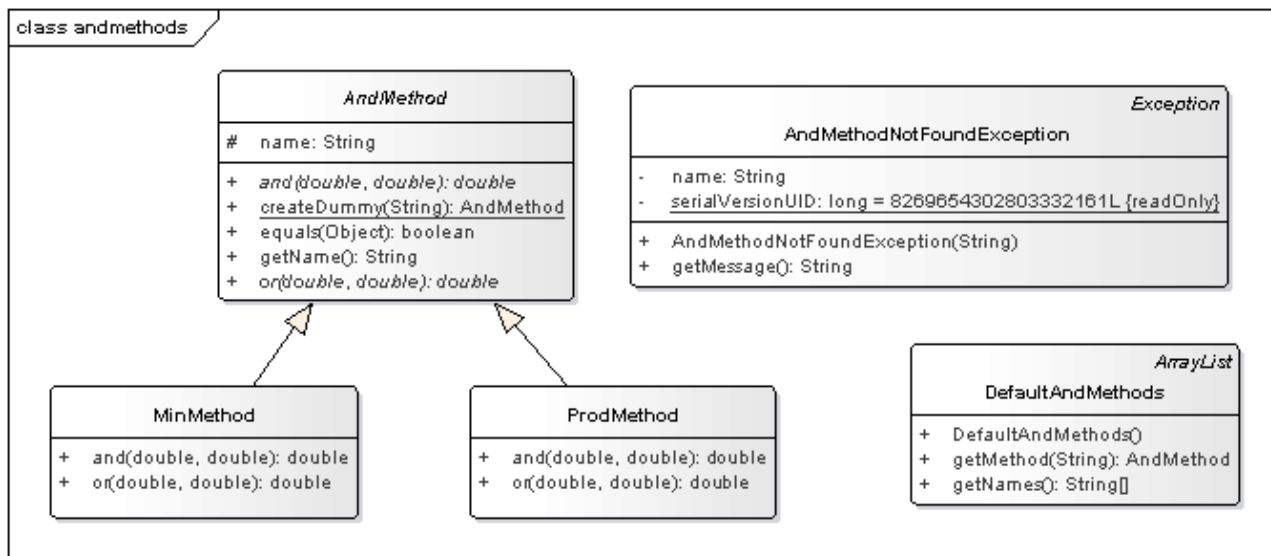 class andmethods
AndMethod
# name: String
+ and(double, double): double
+ createDummy(String): AndMethod
+ equals(Object): boolean
+ getName(): String
+ or(double, double): double
Exception
AndMethodNotFoundException
- name: String
- serialVersionUID: long = 8269654302803332161L {readOnly}
+ AndMethodNotFoundException(String)
+ getMessage(): String
MinMethod
+ and(double, double): double
+ or(double, double): double
ProdMethod
+ and(double, double): double
+ or(double, double): double
ArrayList
DefaultAndMethods
+ DefaultAndMethods()
+ getMethod(String): AndMethod
+ getNames(): String[]